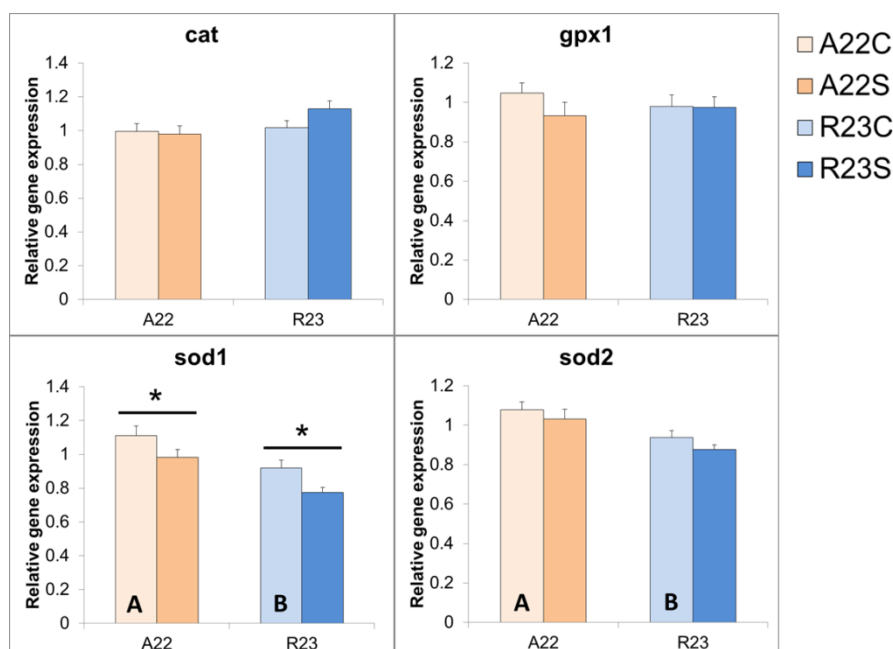 cat
Relative gene expression
1.4
1.2
1
0.8
0.6
0.4
0.2
0
A22 R23
gpx1
Relative gene expression
1.2
1
0.8
0.6
0.4
0.2
0
A22 R23
A22C
A22S
R23C
R23S
sod1
Relative gene expression
1.4
1.2
1
0.8
0.6
0.4
0.2
0
* *
A B
A22 R23
sod2
Relative gene expression
1.2
1
0.8
0.6
0.4
0.2
0
A B
A22 R23